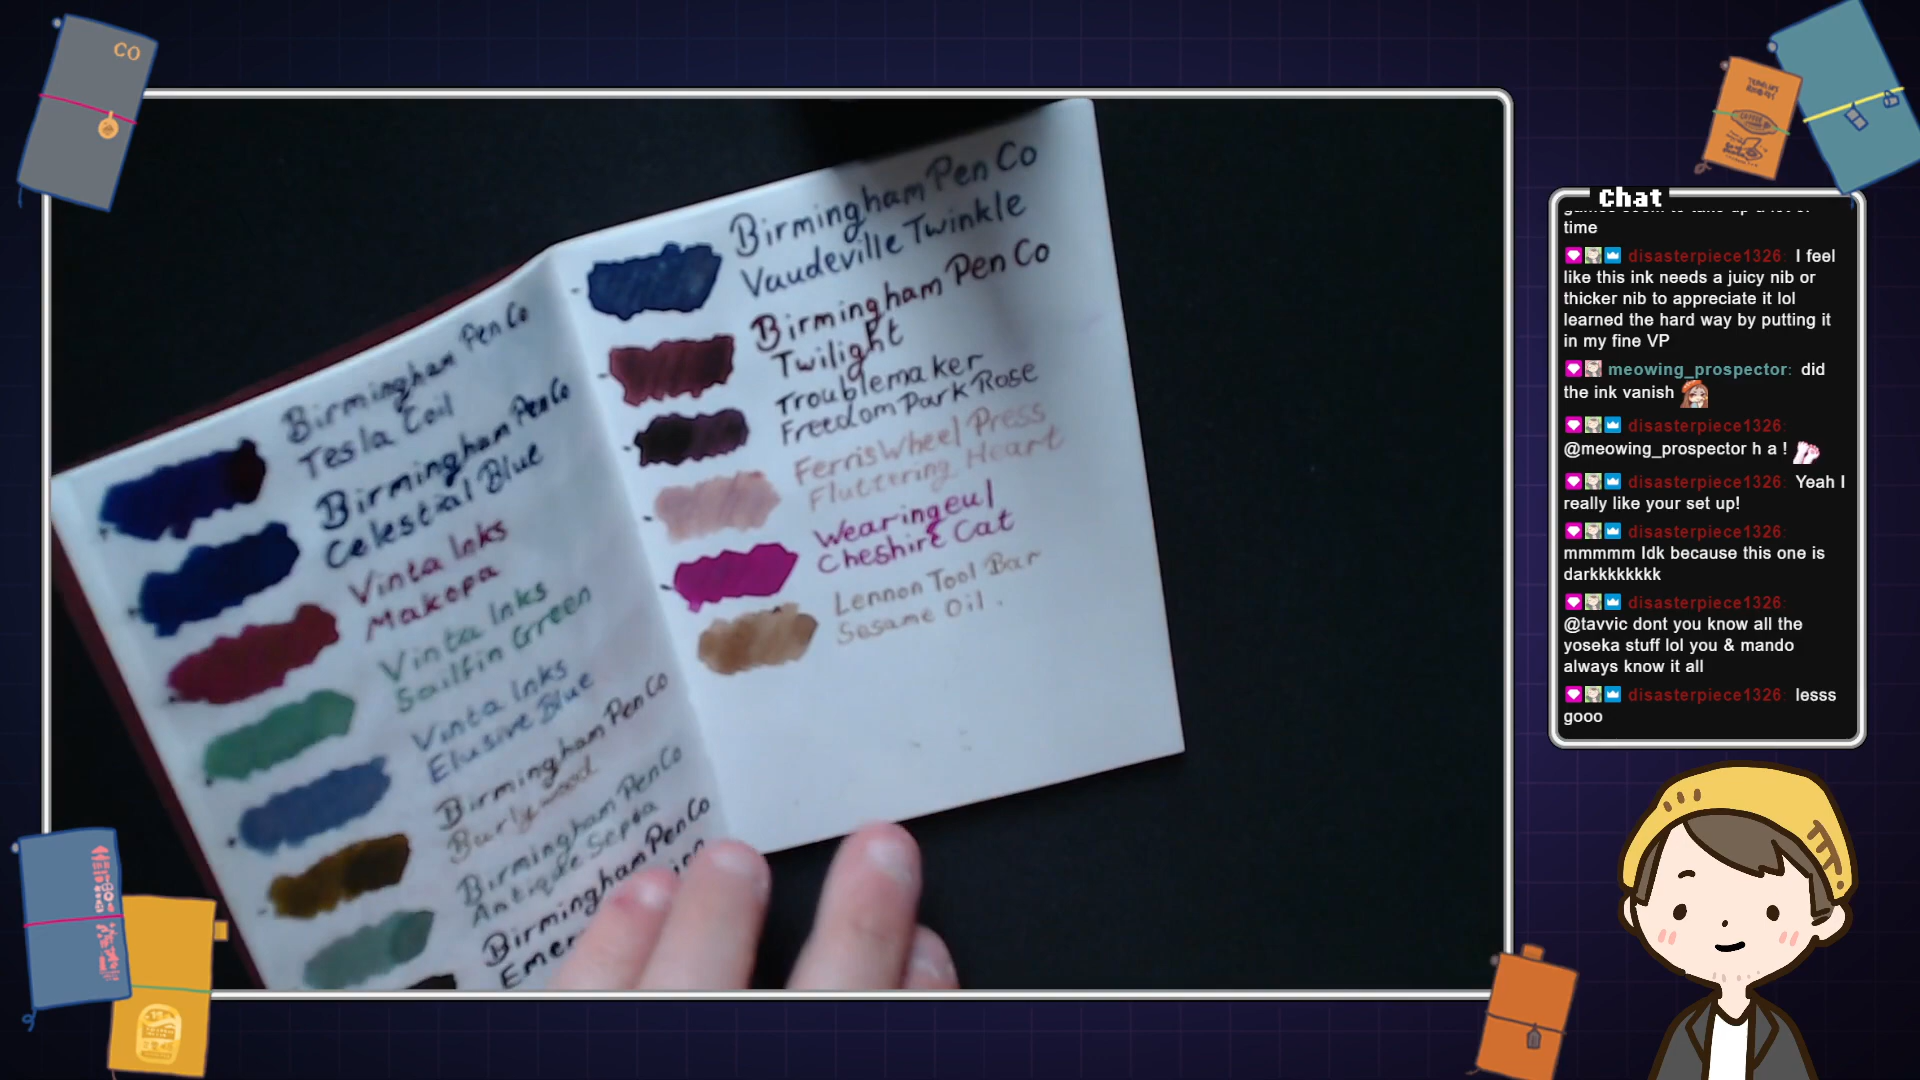 CO
Birmingham Pen Co
Tesla Coil
Birmingham Pen Co
Celestial Blue
Vinta Inks
Makopa
Vinta Inks
Sailfin Green
Vinta Inks
Elusive Blue
Birmingham Pen Co
Burlywood
Birmingham Pen Co
Antique Sepia
Birmingham Pen Co
Birmingham Pen Co
Vaudeville Twinkle
Birmingham Pen Co
Twilight
Troublemaker
Freedom Park Rose
Ferris Wheel Press
Fluttering Heart
Wearingeul
Cheshire Cat
Lennon Tool Bar
Sesame Oil .
Chat
time
disasterpiece1326: I feel
like this ink needs a juicy nib or
thicker nib to appreciate it lol
learned the hard way by putting it
in my fine VP
meowing_prospector: did
the ink vanish
disasterpiece1326:
@meowing_prospector h a !
disasterpiece1326: Yeah I
really like your set up!
disasterpiece1326:
mmmmm Idk because this one is
darkkkkkkkk
disasterpiece1326:
@tavvic dont you know all the
yoseka stuff lol you & mando
always know it all
disasterpiece1326: lesss
gooo